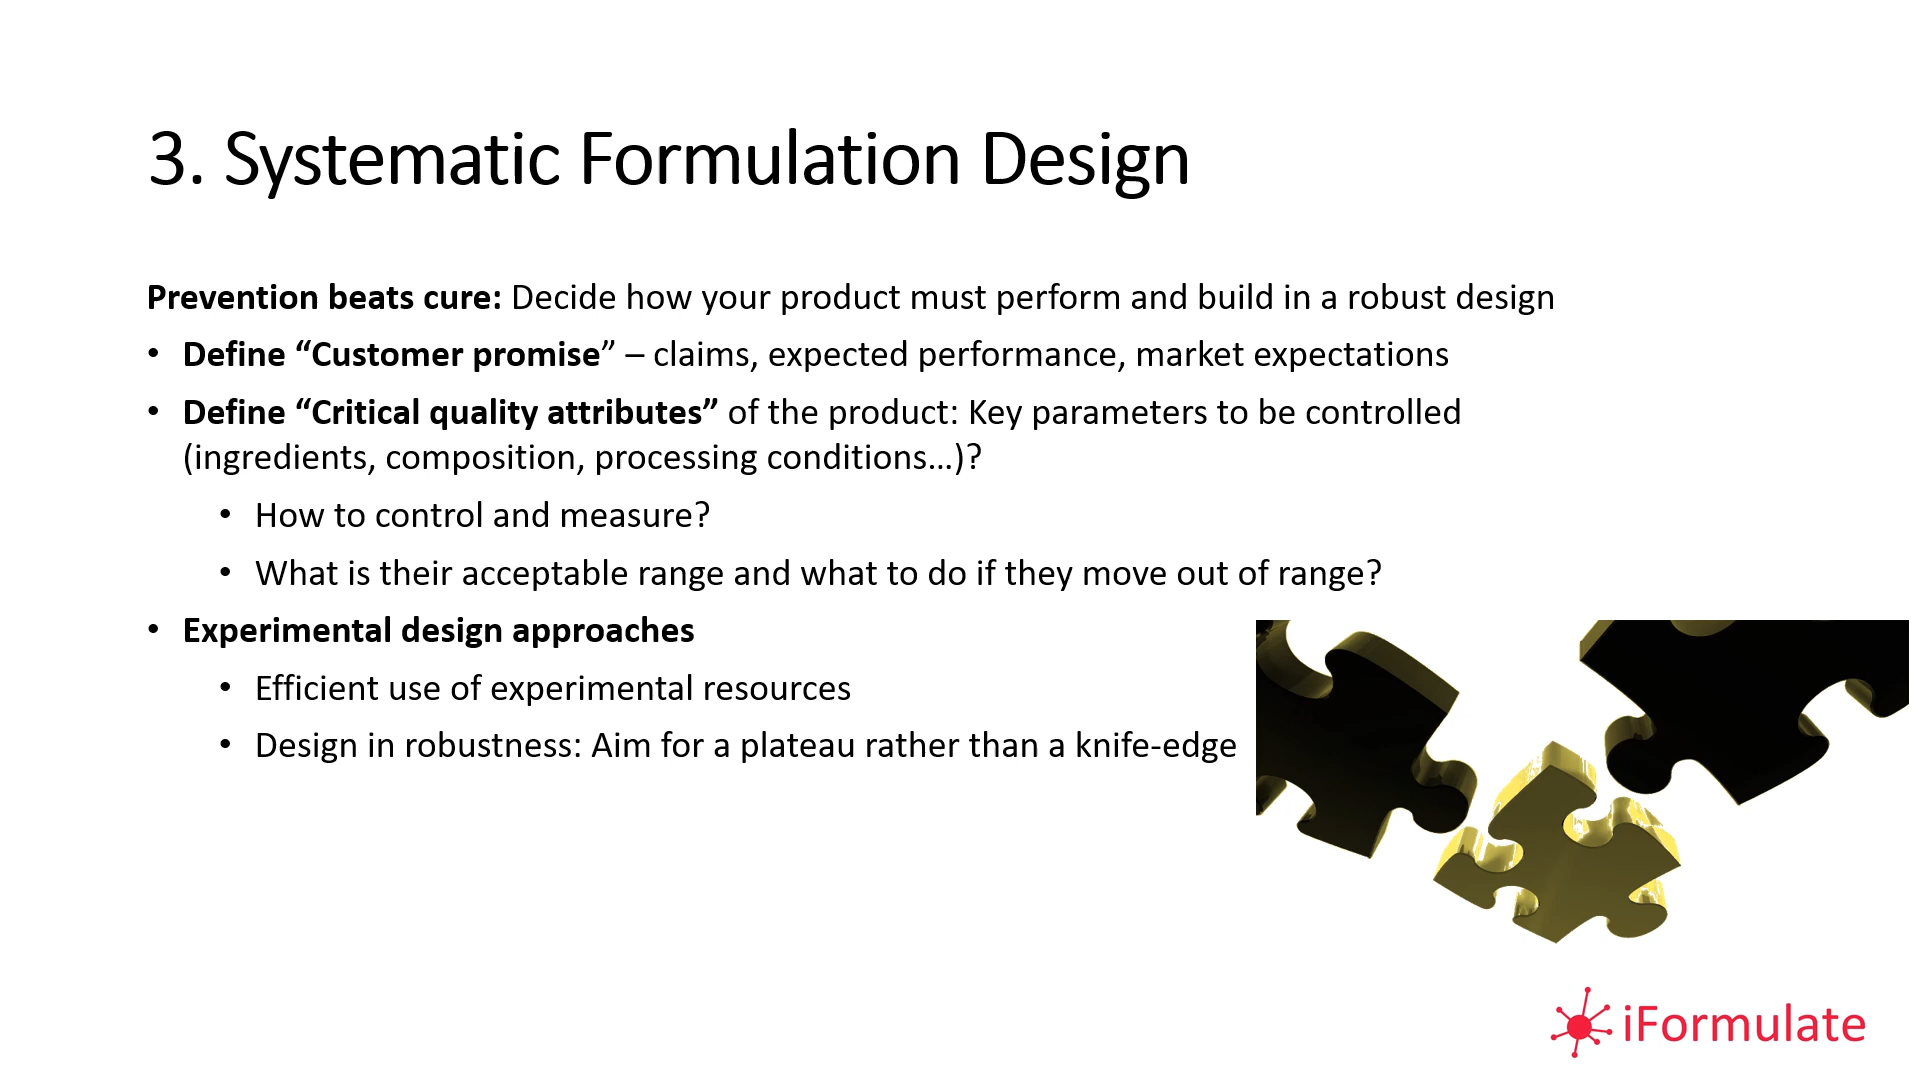 3. Systematic Formulation Design
Prevention beats cure: Decide how your product must perform and build in a robust design
• Define “Customer promise” – claims, expected performance, market expectations
• Define “Critical quality attributes” of the product: Key parameters to be controlled
(ingredients, composition, processing conditions…)?
• How to control and measure?
• What is their acceptable range and what to do if they move out of range?
• Experimental design approaches
• Efficient use of experimental resources
• Design in robustness: Aim for a plateau rather than a knife-edge
iFormulate